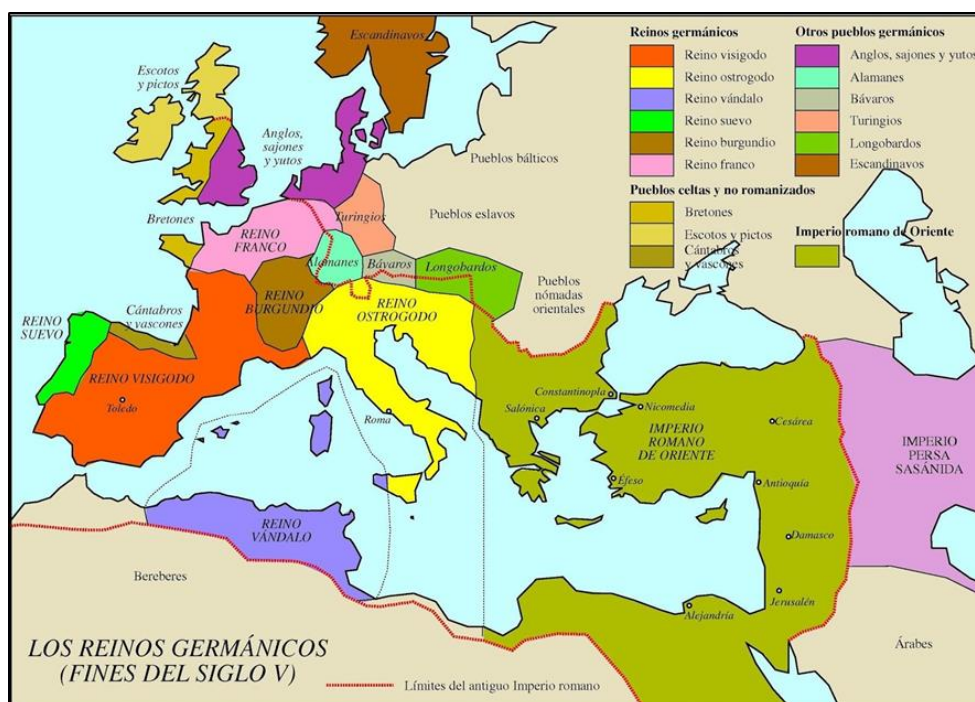 Reinos germánicos
Reino visigodo
Reino ostrogodo
Reino vándalo
Reino suevo
Reino burgundio
Reino franco
Otros pueblos germánicos
Anglos, sajones y yutos
Alamanes
Bávaros
Turingios
Longobardos
Escandinavos
Pueblos celtas y no romanizados
Bretones
Escotos y pictos
Cántabros
y vascones
Imperio romano de Oriente
Escandinavos
Escotos
y pictos
Anglos,
sajones
y yutos
Pueblos bálticos
Bretones
REINO
FRANCO
Turingios
Pueblos eslavos
Alamanes
Bávaros
Longobardos
Pueblos
nómadas
orientales
REINO
SUEVO
Cántabros
y vascones
REINO
BURGUNDIO
REINO
OSTROGODO
REINO VISIGODO
Toledo
Roma
Constantinopla
Salónica
Nicomedia
Cesárea
IMPERIO
ROMANO
DE ORIENTE
IMPERIO
PERSA
SASÁNIDA
Éfeso
Antioquía
REINO
VÁNDALO
Damasco
Bereberes
Jerusalén
Alejandría
Árabes
LOS REINOS GERMÁNICOS
(FINES DEL SIGLO V)
Límites del antiguo Imperio romano